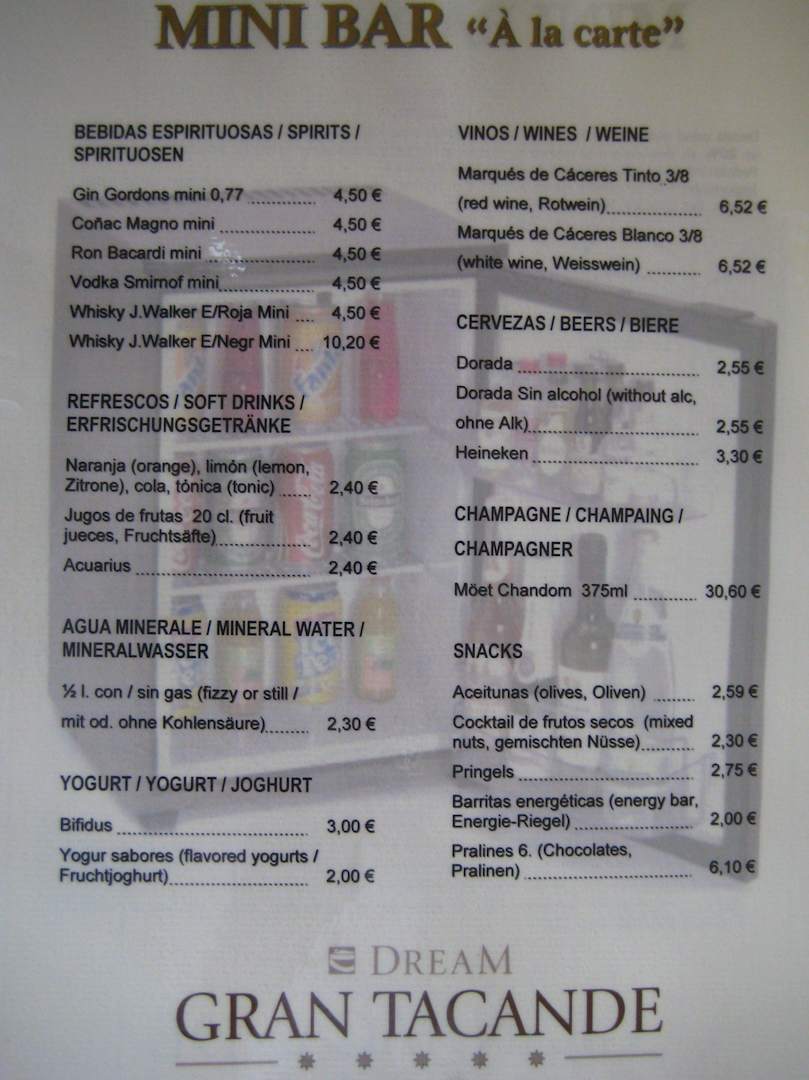 MINI BAR “À la carte”
BEBIDAS ESPIRITUOSAS / SPIRITS /
SPIRITUOSEN
Gin Gordons mini 0,77 ................ 4,50 €
Coñac Magno mini ...................... 4,50 €
Ron Bacardi mini ......................... 4,50 €
Vodka Smirnof mini...................... 4,50 €
Whisky J.Walker E/Roja Mini .... 4,50 €
Whisky J.Walker E/Negr Mini .... 10,20 €
REFRESCOS / SOFT DRINKS /
ERFRISCHUNGSGETRÄNKE
Naranja (orange), limón (lemon,
Zitrone), cola, tónica (tonic) ....... 2,40 €
Jugos de frutas 20 cl. (fruit
jueces, Fruchtsäfte)..................... 2,40 €
Acuarius ........................................ 2,40 €
AGUA MINERALE / MINERAL WATER /
MINERALWASSER
½ l. con / sin gas (fizzy or still /
mit od. ohne Kohlensäure).......... 2,30 €
YOGURT / YOGURT / JOGHURT
Bifidus ........................................... 3,00 €
Yogur sabores (flavored yogurts /
Fruchtjoghurt)................................ 2,00 €
VINOS / WINES / WEINE
Marqués de Cáceres Tinto 3/8
(red wine, Rotwein)...................... 6,52 €
Marqués de Cáceres Blanco 3/8
(white wine, Weisswein) ............. 6,52 €
CERVEZAS / BEERS / BIERE
Dorada .......................................... 2,55 €
Dorada Sin alcohol (without alc,
ohne Alk)....................................... 2,55 €
Heineken ....................................... 3,30 €
CHAMPAGNE / CHAMPAING /
CHAMPAGNER
Möet Chandom 375ml .............. 30,60 €
SNACKS
Aceitunas (olives, Oliven) ......... 2,59 €
Cocktail de frutos secos (mixed
nuts, gemischten Nüsse)............. 2,30 €
Pringels ......................................... 2,75 €
Barritas energéticas (energy bar,
Energie-Riegel) ............................ 2,00 €
Pralines 6. (Chocolates,
Pralinen) ....................................... 6,10 €
DREAM
GRAN TACANDE